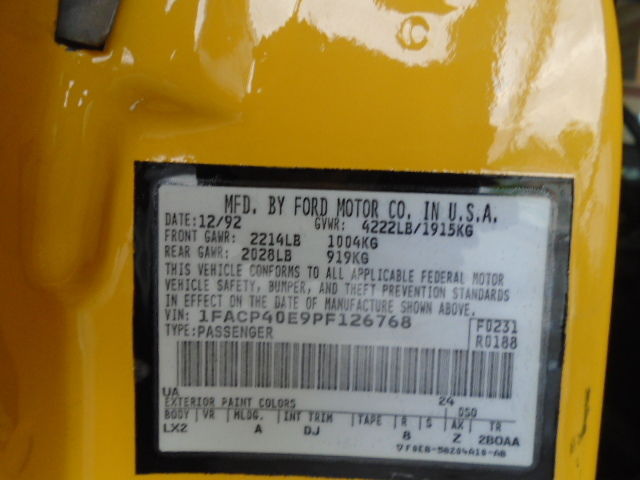 MFD. BY FORD MOTOR CO. IN U.S.A.
DATE: 12/92 GVWR: 4222LB/1915KG
FRONT GAWR: 2214LB 1004KG
REAR GAWR: 2028LB 919KG
THIS VEHICLE CONFORMS TO ALL APPLICABLE FEDERAL MOTOR
VEHICLE SAFETY, BUMPER, AND THEFT PREVENTION STANDARDS
IN EFFECT ON THE DATE OF MANUFACTURE SHOWN ABOVE.
VIN: 1FACP40E9PF126768 F0231
TYPE: PASSENGER R0188
UA 24
EXTERIOR PAINT COLORS DSO
BODY VR MLDG. INT TRIM TAPE R S AX TR
LX2 A DJ 8 Z 2BOAA